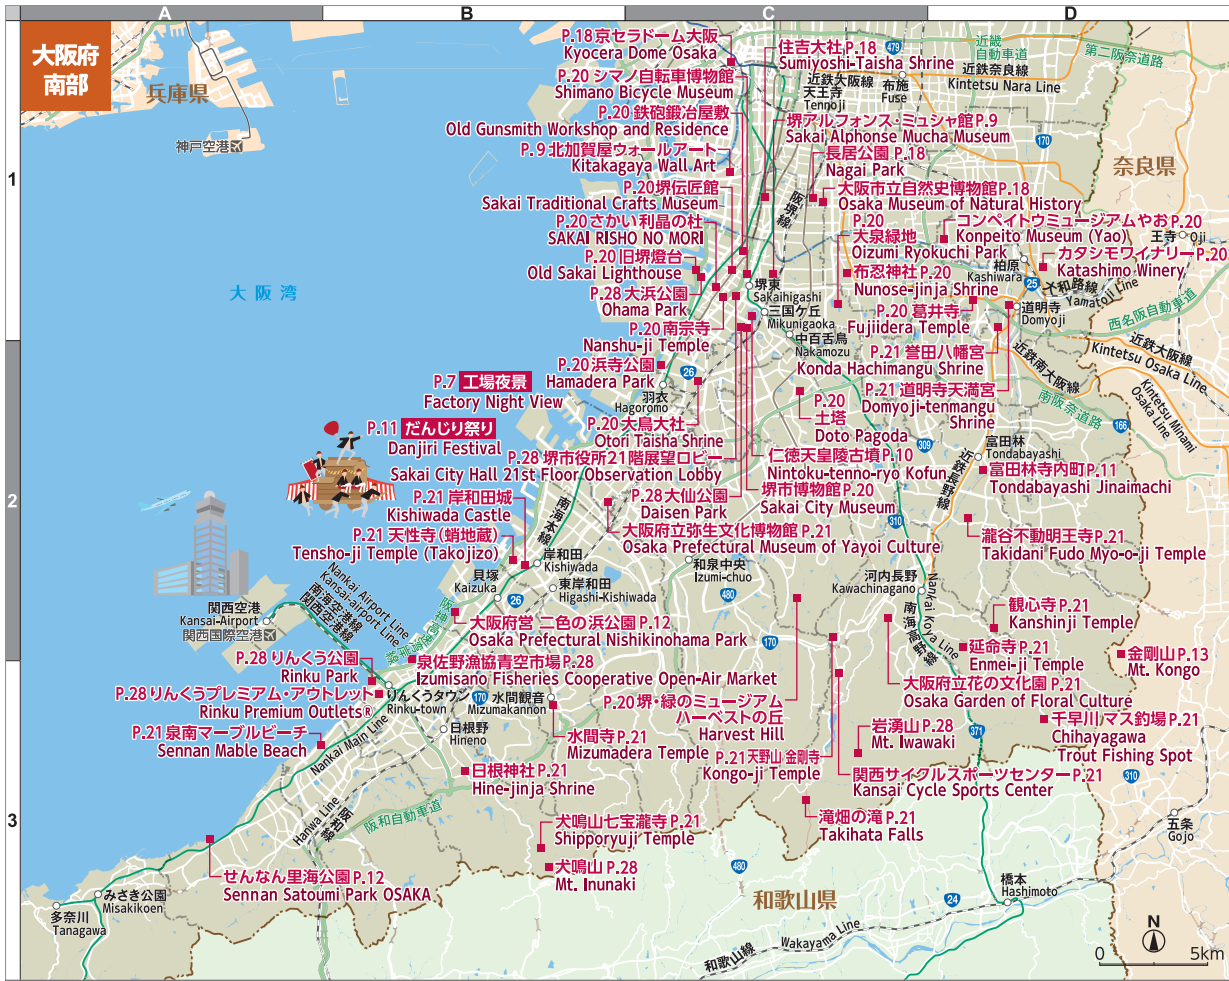 A
B
C
D
大阪府
南部
兵庫県
神戸空港
1
P.18京セラドーム大阪
Kyocera Dome Osaka
住吉大社 P.18
Sumiyoshi-Taisha Shrine
479
近畿
自動車道
第二阪奈道路
近鉄大阪線
天王寺
Tennoji
布施
Fuse
近鉄奈良線
Kintetsu Nara Line
P.20 シマノ自転車博物館
Shimano Bicycle Museum
P.20 鉄砲鍛冶屋敷
Old Gunsmith Workshop and Residence
堺アルフォンス・ミュシャ館P.9
Sakai Alphonse Mucha Museum
170
奈良県
P.9 北加賀屋ウォールアート
Kitakagaya Wall Art
長居公園 P.18
Nagai Park
P.20堺伝匠館
Sakai Traditional Crafts Museum
阪堺線
大阪市立自然史博物館P.18
Osaka Museum of Natural History
P.20さかい利晶の杜
SAKAI RISHO NO MORI
P.20
大泉緑地
Oizumi Ryokuchi Park
コンペイトウミュージアムやお P.20
Konpeito Museum (Yao)
王寺
Oji
P.20 旧堺燈台
Old Sakai Lighthouse
布忍神社 P.20
Nunose-jinja Shrine
柏原
Kashiwara
カタシモワイナリーP.20
Katashimo Winery
25
大和路線
Yamatoji Line
大阪湾
P.28 大浜公園
Ohama Park
堺東
Sakaihigashi
P.20 葛井寺
Fujiidera Temple
道明寺
Domyoji
西名阪自動車道
P.20 南宗寺
Nanshu-ji Temple
三国ケ丘
Mikunigaoka
中百舌鳥
Nakamozu
P.21 誉田八幡宮
Konda Hachimangu Shrine
近鉄大阪線
Kintetsu Osaka Line
近鉄南大阪線
Kintetsu Minami
Osaka Line
2
P.20 浜寺公園
Hamadera Park
26
羽衣
Hagoromo
P.7 工場夜景
Factory Night View
P.21 道明寺天満宮
Domyoji-tenmangu
Shrine
南阪奈道路
166
P.20
土塔
Doto Pagoda
P.11 だんじり祭り
Danjiri Festival
P.20 大鳥大社
Otori Taisha Shrine
309
富田林
Tondabayashi
P.28 堺市役所21階展望ロビー
Sakai City Hall 21st Floor Observation Lobby
仁徳天皇陵古墳 P.10
Nintoku-tenno-ryo Kofun
近鉄長野線
富田林寺内町 P.11
Tondabayashi Jinaimachi
P.21 岸和田城
Kishiwada Castle
南海本線
P.28 大仙公園
Daisen Park
堺市博物館 P.20
Sakai City Museum
310
P.21 天性寺(蛸地蔵)
Tensho-ji Temple (Takojizo)
大阪府立弥生文化博物館 P.21
Osaka Prefectural Museum of Yayoi Culture
瀧谷不動明王寺 P.21
Takidani Fudo Myo-o-ji Temple
岸和田
Kishiwada
和泉中央
Izumi-chuo
貝塚
Kaizuka
東岸和田
Higashi-Kishiwada
26
480
河内長野
Kawachinagano
関西空港
Kansai-Airport
関西国際空港
Nankai Airport Line
Kansai-airport Line
南海空港線
関西空港線
大阪府営 二色の浜公園 P.12
Osaka Prefectural Nishikinohama Park
170
南海高野線
Nankai Koya Line
観心寺 P.21
Kanshinji Temple
3
P.28 りんくう公園
Rinku Park
泉佐野漁協青空市場 P.28
Izumisano Fisheries Cooperative Open-Air Market
延命寺 P.21
Enmei-ji Temple
金剛山 P.13
Mt. Kongo
P.28りんくうプレミアム・アウトレット
Rinku Premium Outlets®
りんくうタウン
Rinku-town
170
水間観音
Mizumakannon
P.20 堺・緑のミュージアム
ハーベストの丘
Harvest Hill
大阪府立花の文化園 P.21
Osaka Garden of Floral Culture
P.21泉南マーブルビーチ
Sennan Mable Beach
Nankai Main Line
日根野
Hineno
水間寺 P.21
Mizumadera Temple
岩湧山 P.28
Mt. Iwawaki
371
千早川 マス釣場 P.21
Chihayagawa
Trout Fishing Spot
310
P.21 天野山 金剛寺
Kongo-ji Temple
日根神社 P.21
Hine-jinja Shrine
関西サイクルスポーツセンターP.21
Kansai Cycle Sports Center
Hanwa Line
阪和線
阪和自動車道
犬鳴山七宝瀧寺 P.21
Shipporyuji Temple
滝畑の滝 P.21
Takihata Falls
五条
Gojo
せんなん里海公園 P.12
Sennan Satoumi Park OSAKA
犬鳴山 P.28
Mt. Inunaki
480
みさき公園
Misakikoen
多奈川
Tanagawa
和歌山県
24
橋本
Hashimoto
和歌山線
Wakayama Line
N
0
5km